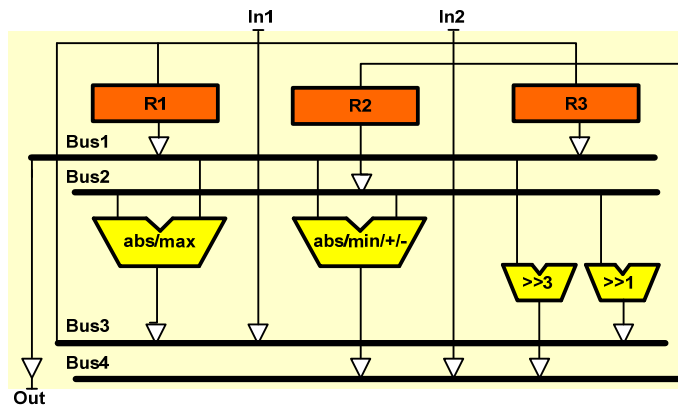 In1 In2
R1 R2 R3
Bus1
Bus2
abs/max abs/min/+/-
>>3 >>1
Bus3
Bus4
Out